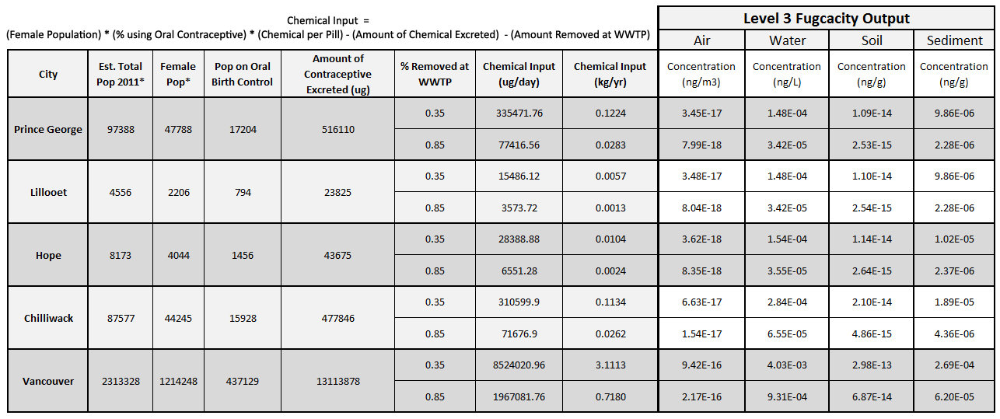 Chemical Input =
(Female Population) * (% using Oral Contraceptive) * (Chemical per Pill) - (Amount of Chemical Excreted) - (Amount Removed at WWTP)
Level 3 Fugcacity Output
Air Water Soil Sediment
City Est. Total Pop 2011* Female Pop* Pop on Oral Birth Control Amount of Contraceptive Excreted (ug) % Removed at WWTP Chemical Input (ug/day) Chemical Input (kg/yr) Concentration (ng/m3) Concentration (ng/L) Concentration (ng/g) Concentration (ng/g)
Prince George 97388 47788 17204 516110 0.35 335471.76 0.1224 3.45E-17 1.48E-04 1.09E-14 9.86E-06
0.85 77416.56 0.0283 7.99E-18 3.42E-05 2.53E-15 2.28E-06
Lillooet 4556 2206 794 23825 0.35 15486.12 0.0057 3.48E-17 1.48E-04 1.10E-14 9.86E-06
0.85 3573.72 0.0013 8.04E-18 3.42E-05 2.54E-15 2.28E-06
Hope 8173 4044 1456 43675 0.35 28388.88 0.0104 3.62E-18 1.54E-04 1.14E-14 1.02E-05
0.85 6551.28 0.0024 8.35E-18 3.55E-05 2.64E-15 2.37E-06
Chilliwack 87577 44245 15928 477846 0.35 310599.9 0.1134 6.63E-17 2.84E-04 2.10E-14 1.89E-05
0.85 71676.9 0.0262 1.54E-17 6.55E-05 4.86E-15 4.36E-06
Vancouver 2313328 1214248 437129 13113878 0.35 8524020.96 3.1113 9.42E-16 4.03E-03 2.98E-13 2.69E-04
0.85 1967081.76 0.7180 2.17E-16 9.31E-04 6.87E-14 6.20E-05